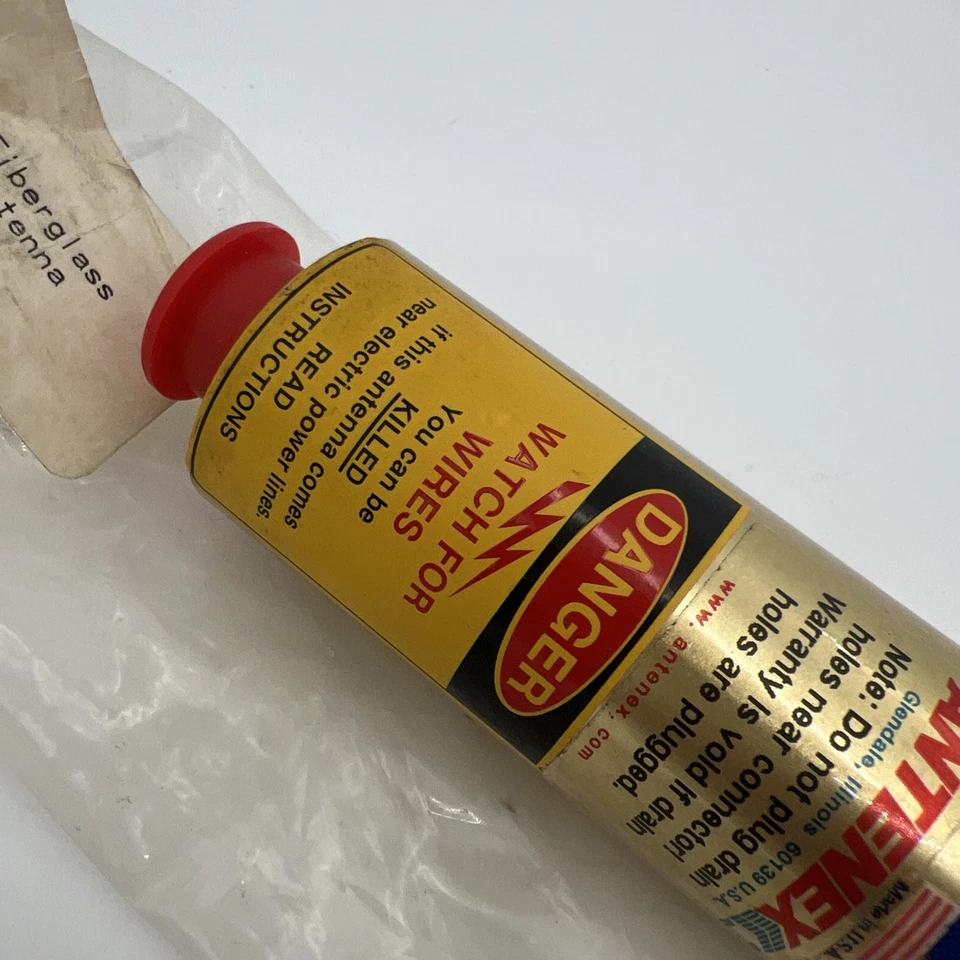 Fiberglass
tenna
ANTENEX
Made in U.S.A.
Glendale, Illinois 60139 U.S.A.
Note: Do not plug drain
holes near connector!
Warranty is void if drain
holes are plugged.
www.antenex.com
DANGER
WATCH FOR
WIRES
You can be
KILLED
if this antenna comes
near electric power lines.
READ
INSTRUCTIONS